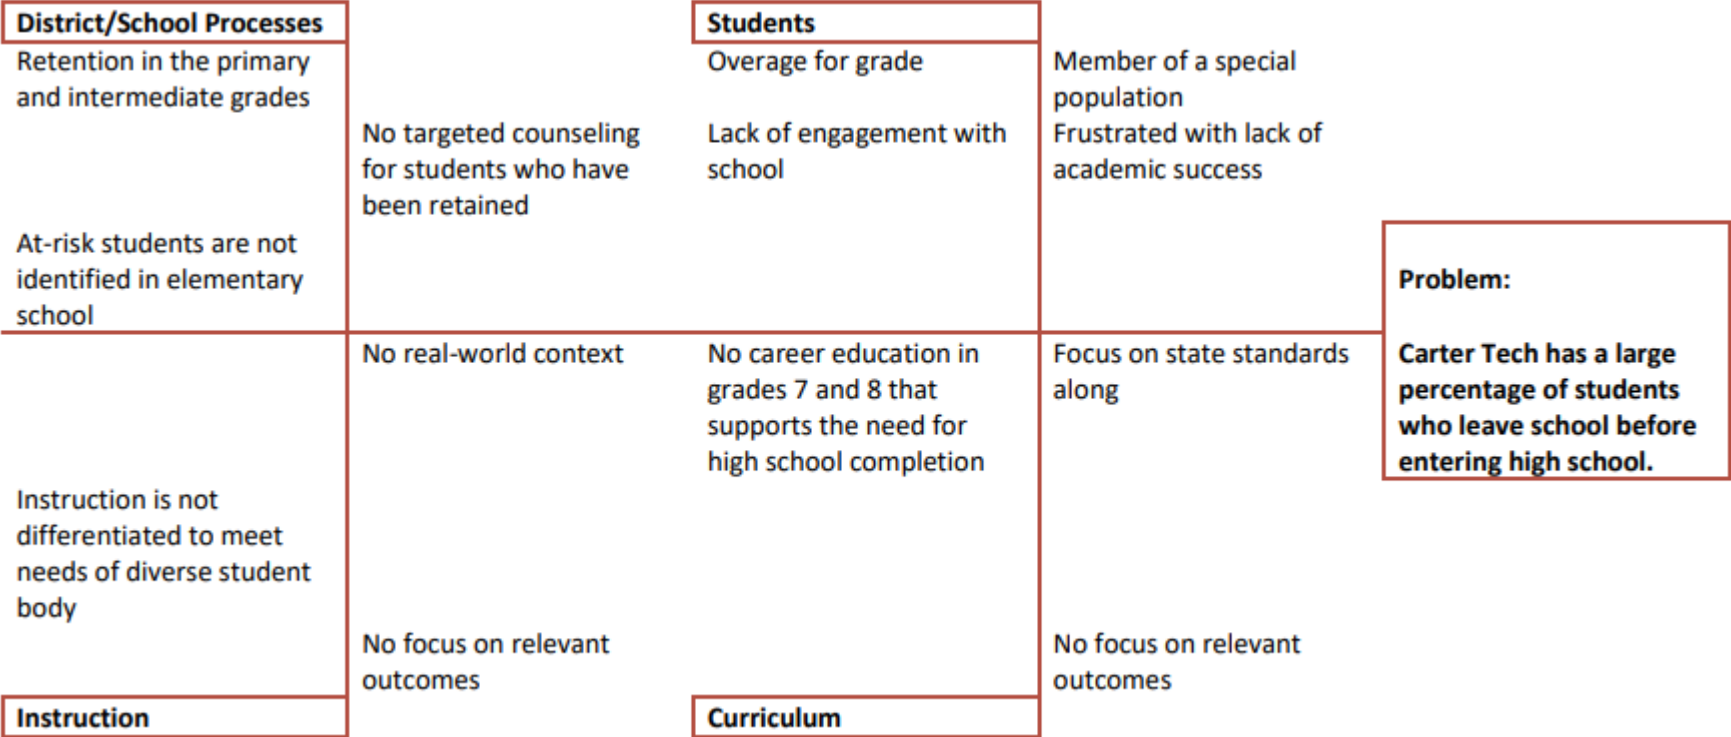 District/School Processes
Retention in the primary
and intermediate grades
No targeted counseling
for students who have
been retained
At-risk students are not
identified in elementary
school
Students
Overage for grade
Lack of engagement with
school
Member of a special
population
Frustrated with lack of
academic success
Problem:
Carter Tech has a large
percentage of students
who leave school before
entering high school.
No real-world context
Instruction is not
differentiated to meet
needs of diverse student
body
No focus on relevant
outcomes
Instruction
No career education in
grades 7 and 8 that
supports the need for
high school completion
Focus on state standards
along
No focus on relevant
outcomes
Curriculum